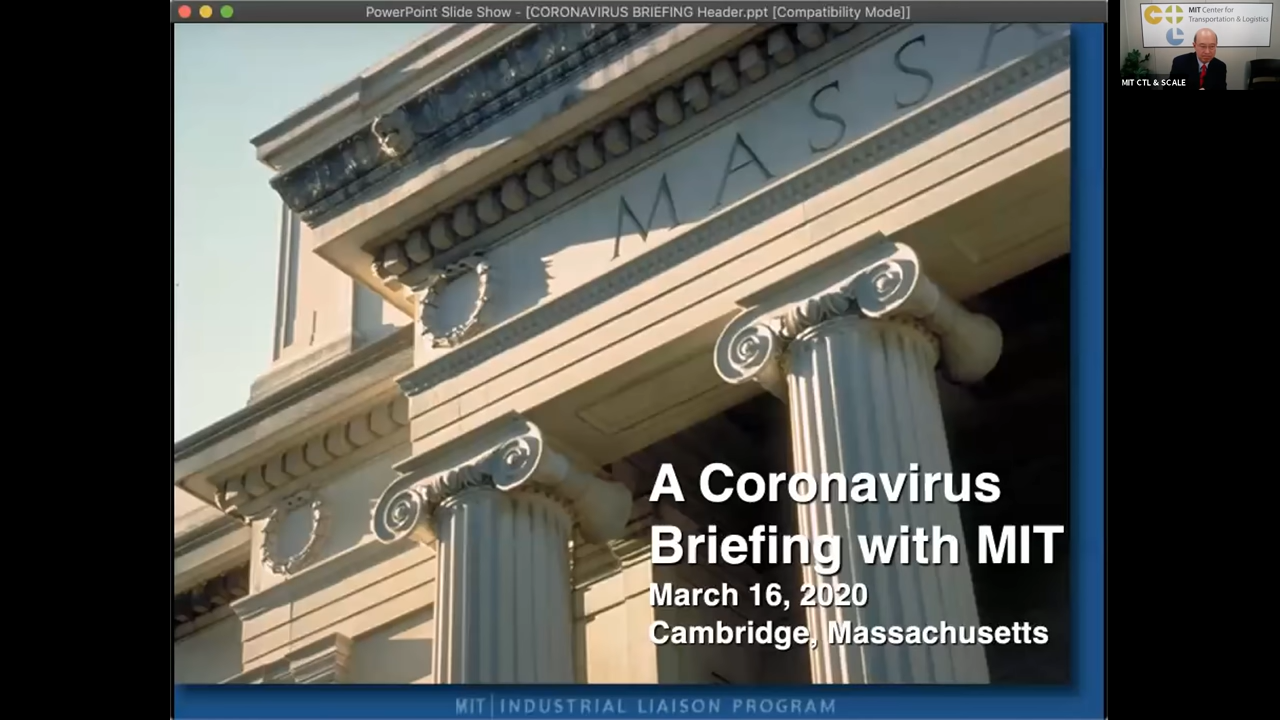 PowerPoint Slide Show - [CORONAVIRUS BRIEFING Header.ppt [Compatibility Mode]]
MIT Center for
Transportation & Logistics
MIT CTL & SCALE
MASSA
A Coronavirus
Briefing with MIT
March 16, 2020
Cambridge, Massachusetts
MIT | INDUSTRIAL LIAISON PROGRAM